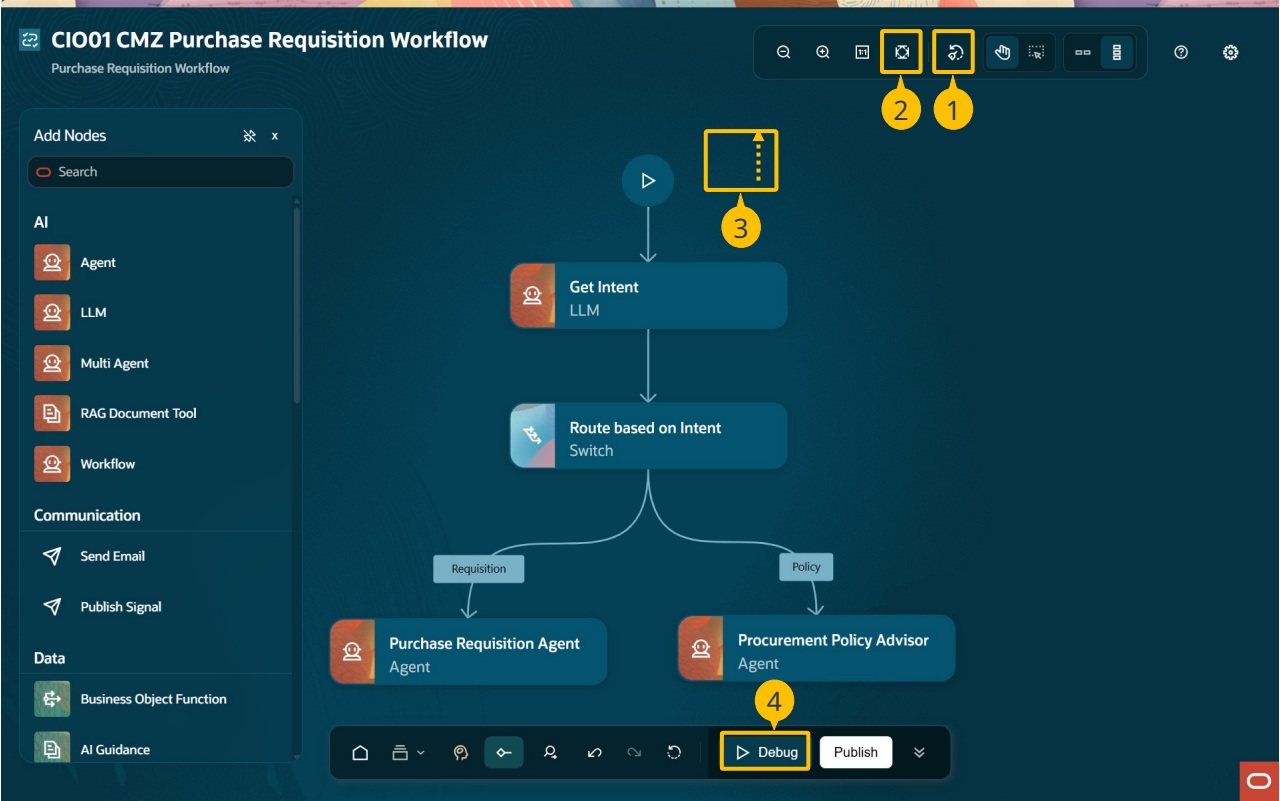 CIO01 CMZ Purchase Requisition Workflow
Purchase Requisition Workflow
1:1
2
1
Add Nodes
x
Search
3
AI
Agent
LLM
Multi Agent
RAG Document Tool
Workflow
Communication
Send Email
Publish Signal
Data
Business Object Function
AI Guidance
Get Intent
LLM
Route based on Intent
Switch
Requisition
Policy
Purchase Requisition Agent
Agent
Procurement Policy Advisor
Agent
4
Debug
Publish